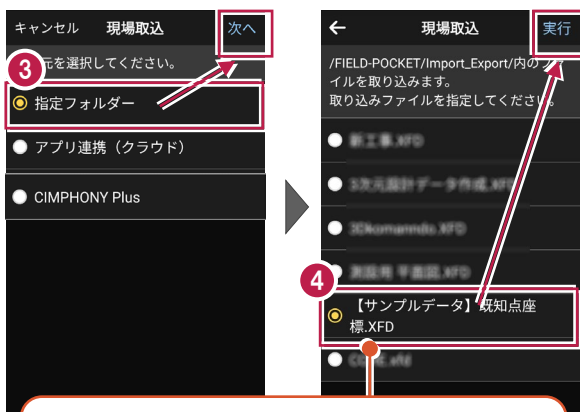 キャンセル 現場取込 次へ
元を選択してください。
3
指定フォルダー
アプリ連携（クラウド）
CIMPHONY Plus
← 現場取込 実行
/FIELD-POCKET/Import_Export/内のファ
イルを取り込みます。
取り込みファイルを指定してください。
4
【サンプルデータ】既知点座
標.XFD